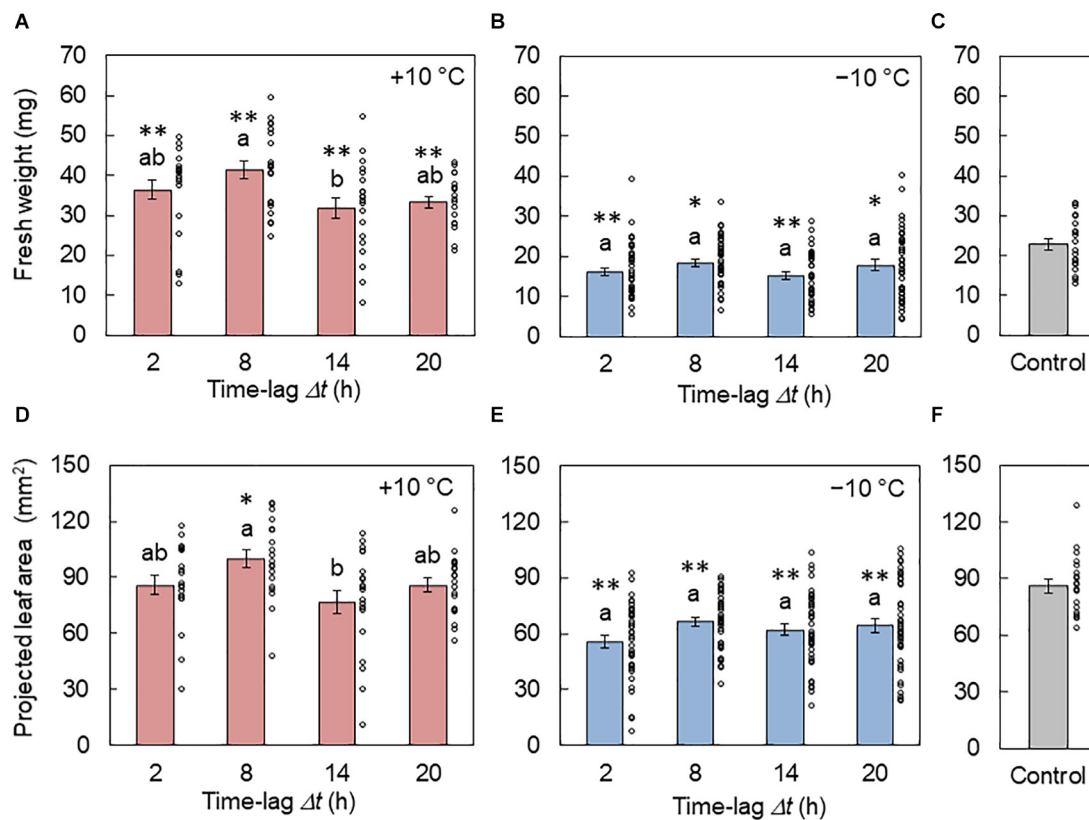 A
B
C
Fresh weight (mg)
70
60
50
40
30
20
10
0
+10 °C
**
ab
**
a
**
b
**
ab
2 8 14 20
Time-lag Δt (h)
70
60
50
40
30
20
10
0
−10 °C
**
a
*
a
**
a
*
a
2 8 14 20
Time-lag Δt (h)
70
60
50
40
30
20
10
0
Control
D
E
F
Projected leaf area (mm²)
150
120
90
60
30
0
+10 °C
ab
*
a
b
ab
2 8 14 20
Time-lag Δt (h)
150
120
90
60
30
0
−10 °C
**
a
**
a
**
a
**
a
2 8 14 20
Time-lag Δt (h)
150
120
90
60
30
0
Control